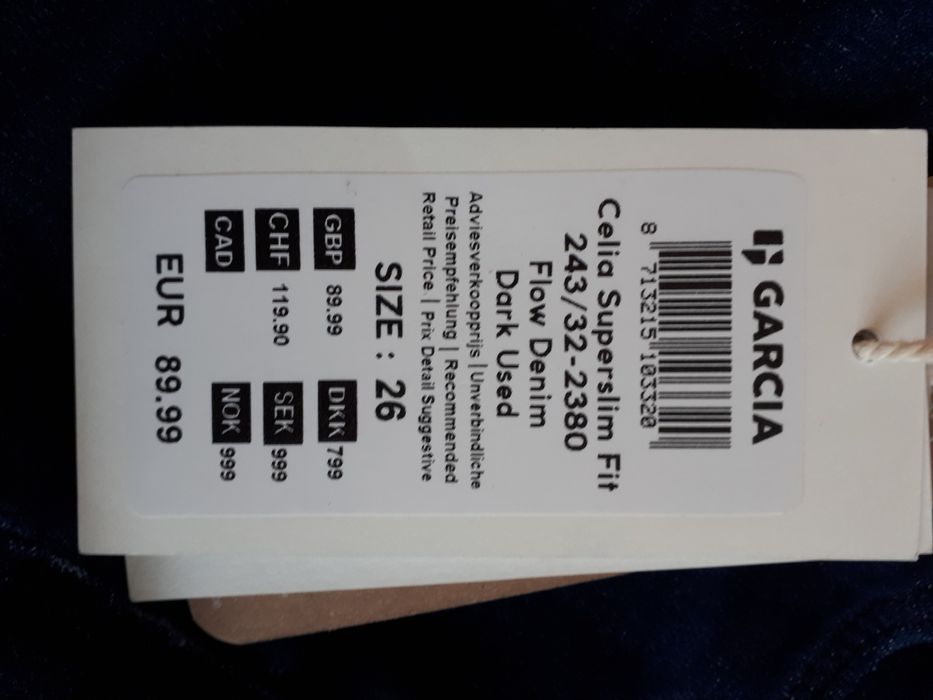 GARCIA
8 713215 103320
Celia Superslim Fit
243/32-2380
Flow Denim
Dark Used
Adviesverkoopprijs | Unverbindliche
Preisempfehlung | Recommended
Retail Price | Prix Detail Suggestive
SIZE : 26
GBP 89.99 DKK 799
CHF 119.90 SEK 999
CAD NOK 999
EUR 89.99